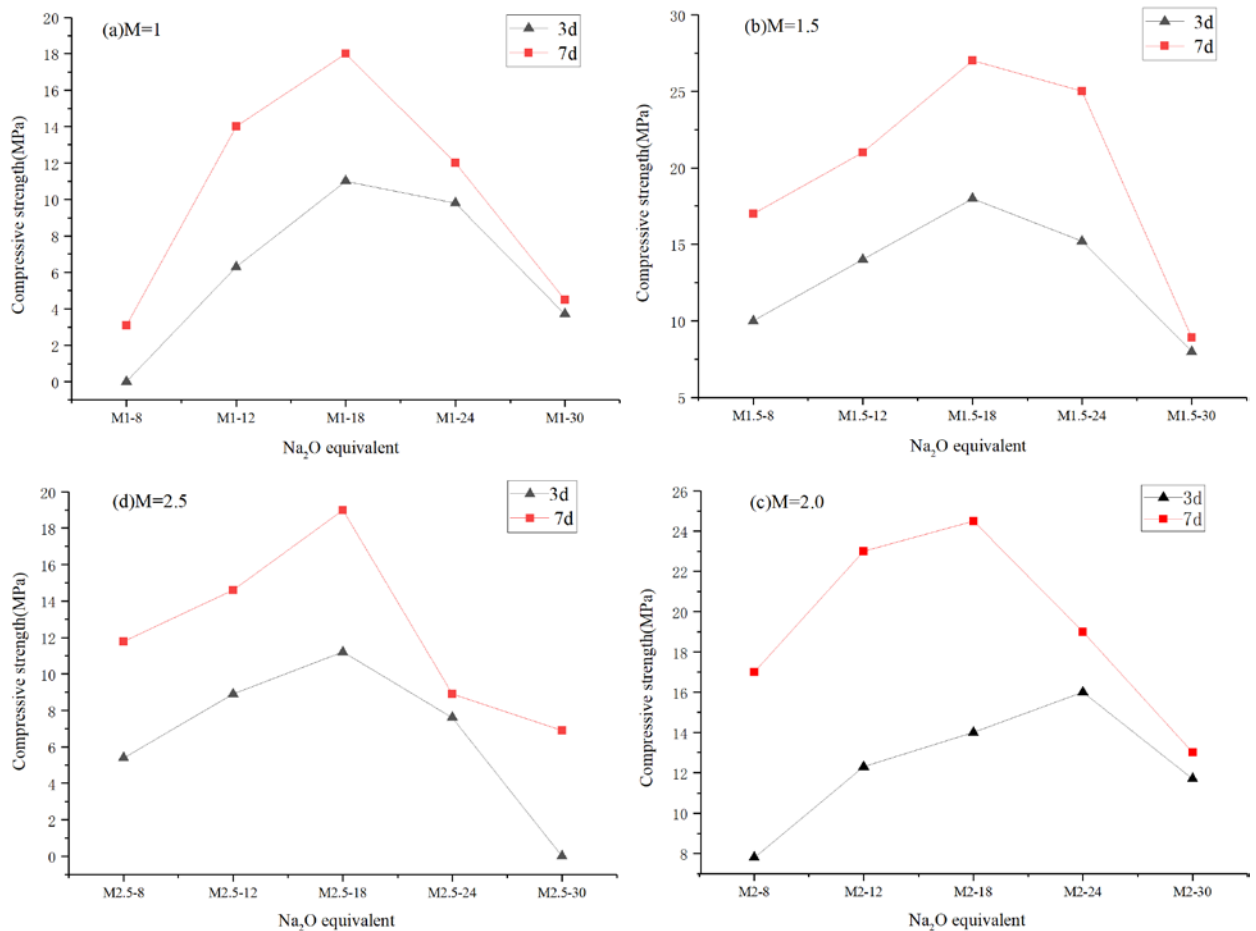 (a)M=1
3d
7d
20
18
16
14
12
10
8
6
4
2
0
Compressive strength(MPa)
M1-8 M1-12 M1-18 M1-24 M1-30
Na₂O equivalent
(b)M=1.5
3d
7d
30
25
20
15
10
5
Compressive strength(MPa)
M1.5-8 M1.5-12 M1.5-18 M1.5-24 M1.5-30
Na₂O equivalent
(d)M=2.5
3d
7d
20
18
16
14
12
10
8
6
4
2
0
Compressive strength(MPa)
M2.5-8 M2.5-12 M2.5-18 M2.5-24 M2.5-30
Na₂O equivalent
(c)M=2.0
3d
7d
26
24
22
20
18
16
14
12
10
8
Compressive strength(MPa)
M2-8 M2-12 M2-18 M2-24 M2-30
Na₂O equivalent